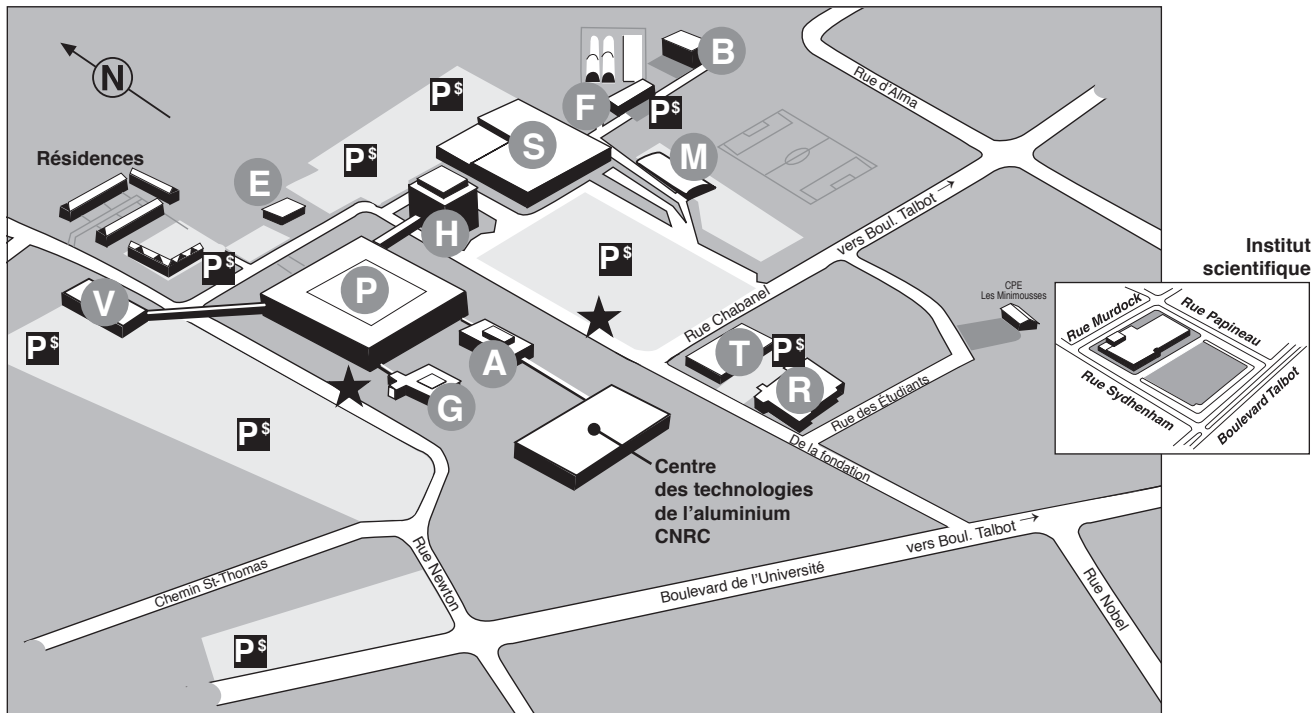 N
B
P$
F
P$
Rue d'Alma
S
M
P$
Résidences
E
vers Boul. Talbot →
H
Institut
scientifique
P$
P$
P
V
CPE
Les Minimousses
Rue Murdock
Rue Papineau
Rue Chabanel
P$
T
P$
A
R
G
Rue des Étudiants
Rue Sydhenham
Boulevard Talbot
P$
De la fondation
Centre
des technologies
de l'aluminium
CNRC
vers Boul. Talbot →
Chemin St-Thomas
Rue Newton
Boulevard de l'Université
Rue Nobel
P$